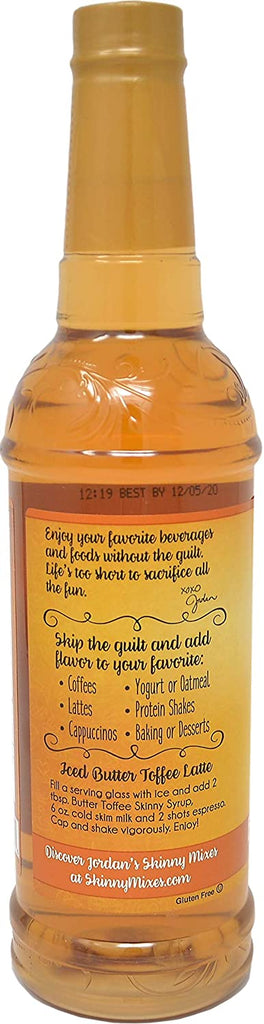 12:19 BEST BY 12/05/20
Enjoy your favorite beverages
and foods without the guilt.
Life's too short to sacrifice all
the fun.
xoxo
Jordan
Skip the guilt and add
flavor to your favorite:
• Coffees
• Lattes
• Cappuccinos
• Yogurt or Oatmeal
• Protein Shakes
• Baking or Desserts
Iced Butter Toffee Latte
Fill a serving glass with ice and add 2
tbsp. Butter Toffee Skinny Syrup,
6 oz cold skim milk and 2 shots espresso.
Cap and shake vigorously. Enjoy!
Discover Jordan's Skinny Mixes
at SkinnyMixes.com
Gluten Free